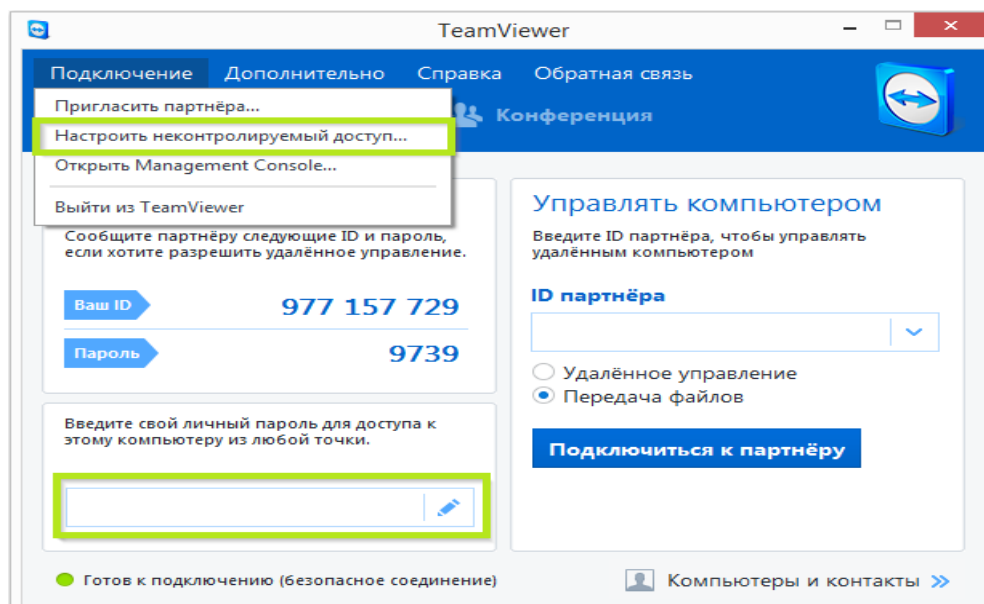 TeamViewer
Подключение Дополнительно Справка Обратная связь
Пригласить партнёра...
Настроить неконтролируемый доступ...
Открыть Management Console...
Выйти из TeamViewer
Конференция
Сообщите партнёру следующие ID и пароль,
если хотите разрешить удалённое управление.
Ваш ID 977 157 729
Пароль 9739
Введите свой личный пароль для доступа к
этому компьютеру из любой точки.
Управлять компьютером
Введите ID партнёра, чтобы управлять
удалённым компьютером
ID партнёра
Удалённое управление
Передача файлов
Подключиться к партнёру
Готов к подключению (безопасное соединение)
Компьютеры и контакты